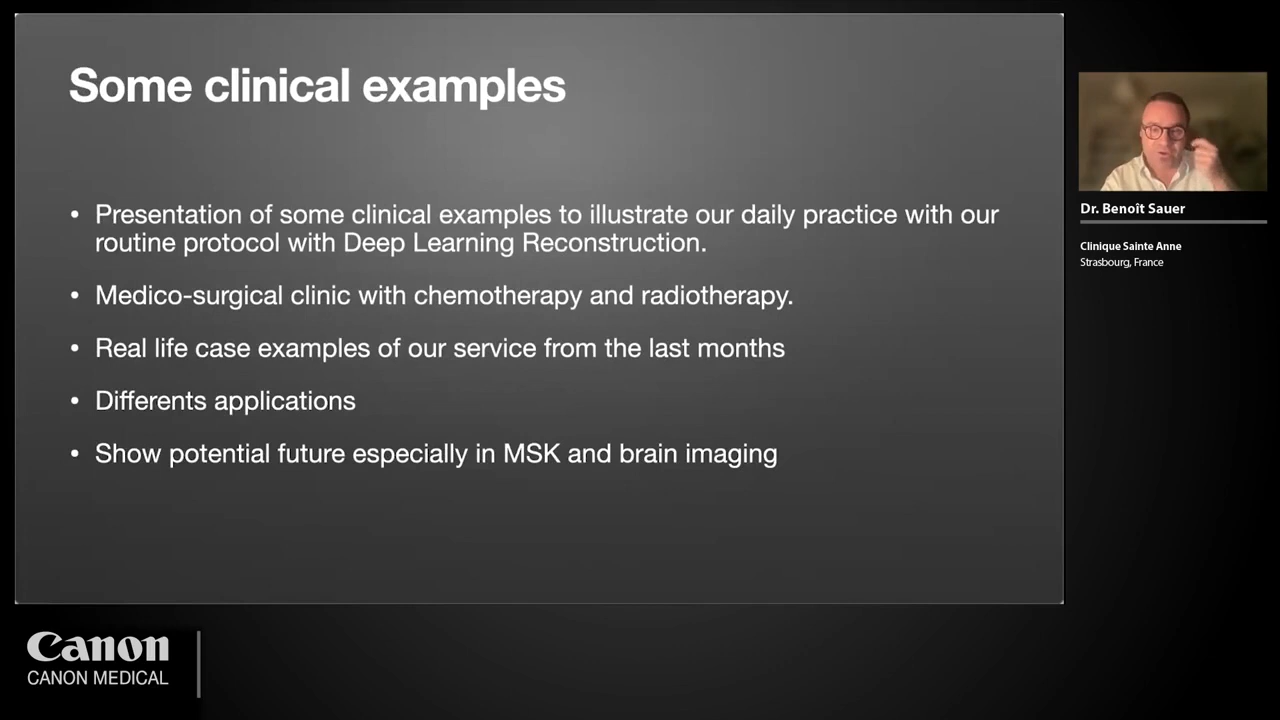 Some clinical examples
• Presentation of some clinical examples to illustrate our daily practice with our
routine protocol with Deep Learning Reconstruction.
• Medico-surgical clinic with chemotherapy and radiotherapy.
• Real life case examples of our service from the last months
• Differents applications
• Show potential future especially in MSK and brain imaging
Dr. Benoît Sauer
Clinique Sainte Anne
Strasbourg, France
Canon
CANON MEDICAL